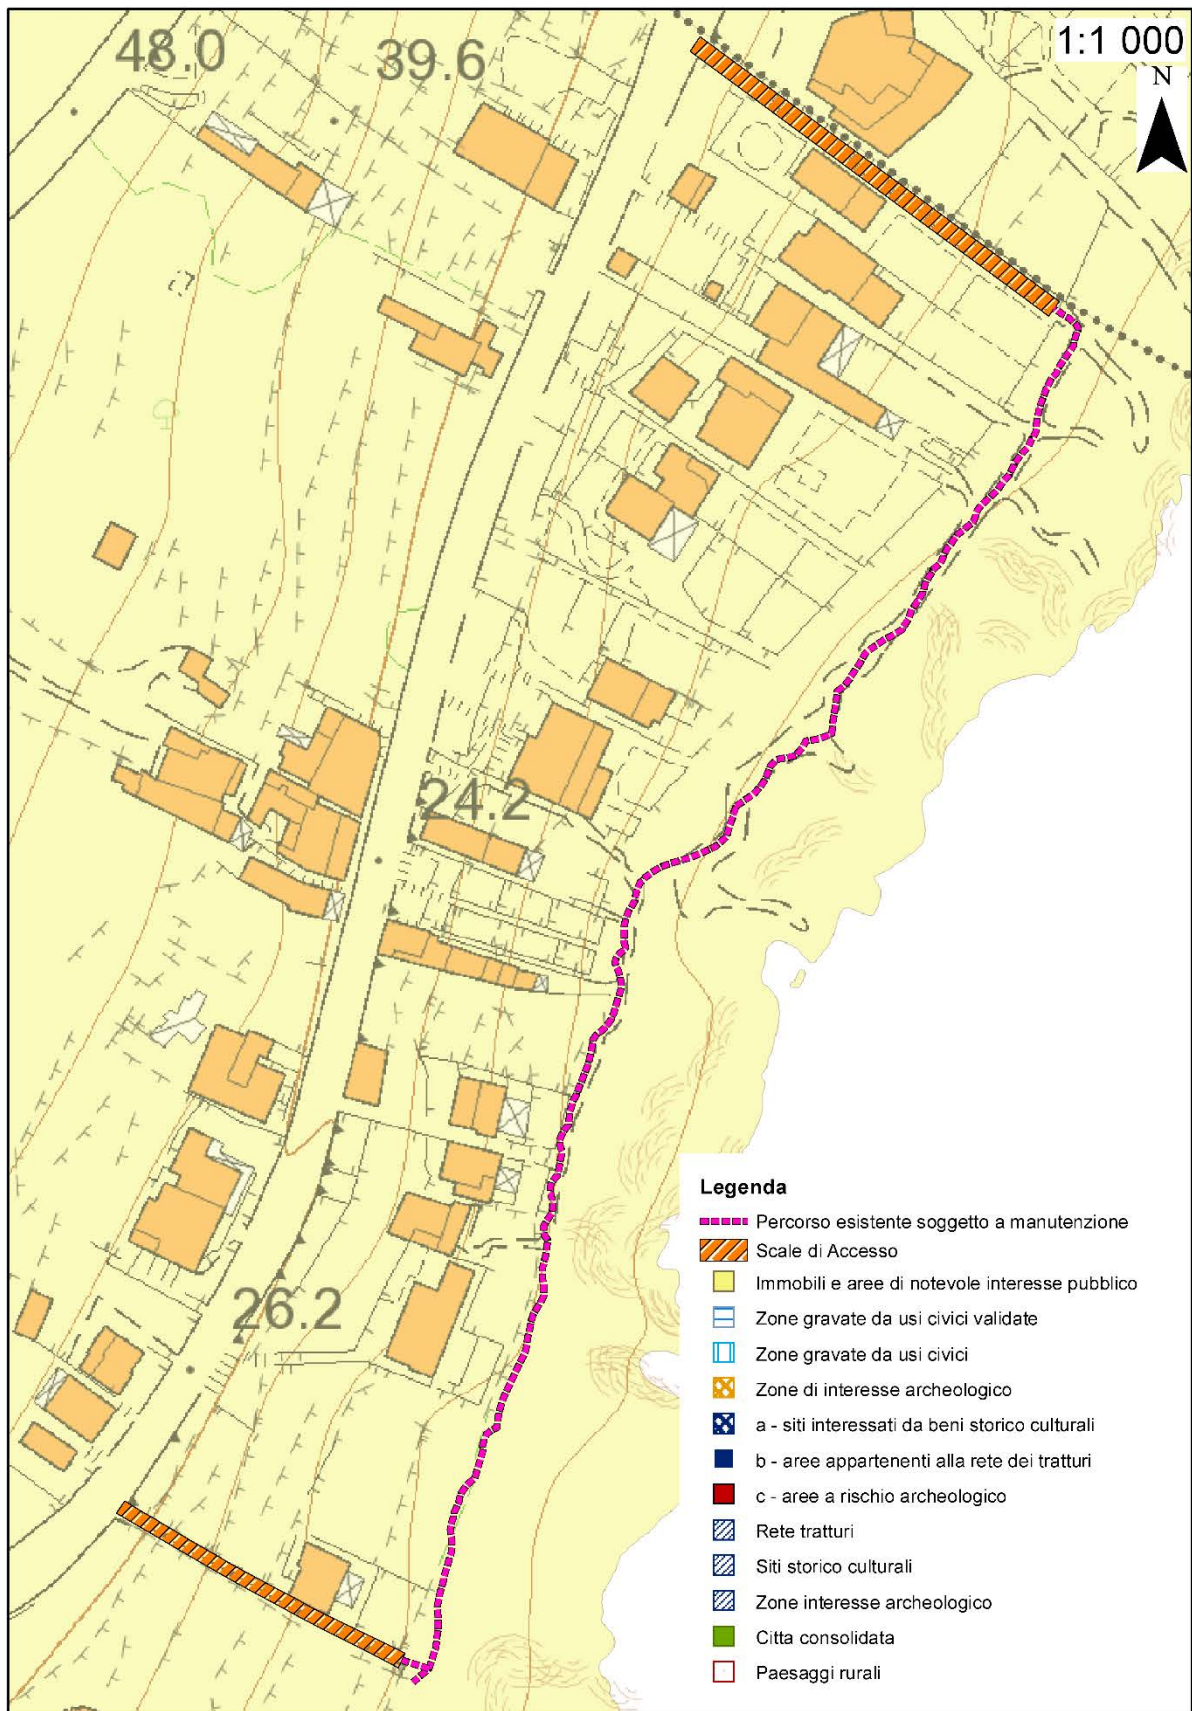 48.0
39.6
1:1 000
N
24.2
26.2
Legenda
Percorso esistente soggetto a manutenzione
Scale di Accesso
Immobili e aree di notevole interesse pubblico
Zone gravate da usi civici validate
Zone gravate da usi civici
Zone di interesse archeologico
a - siti interessati da beni storico culturali
b - aree appartenenti alla rete dei tratturi
c - aree a rischio archeologico
Rete tratturi
Siti storico culturali
Zone interesse archeologico
Citta consolidata
Paesaggi rurali